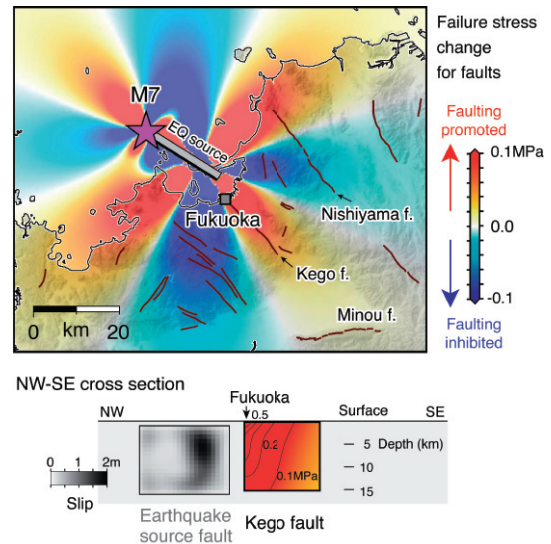 Failure stress
change
for faults
M7
EQ source
Fukuoka
Nishiyama f.
Kego f.
Minou f.
0 km 20
Faulting
promoted
0.1MPa
0.0
-0.1
Faulting
inhibited
NW-SE cross section
Fukuoka
NW
0.5
Surface
SE
0.2
5 Depth (km)
0.1MPa
10
15
0 1 2m
Slip
Earthquake
source fault
Kego fault